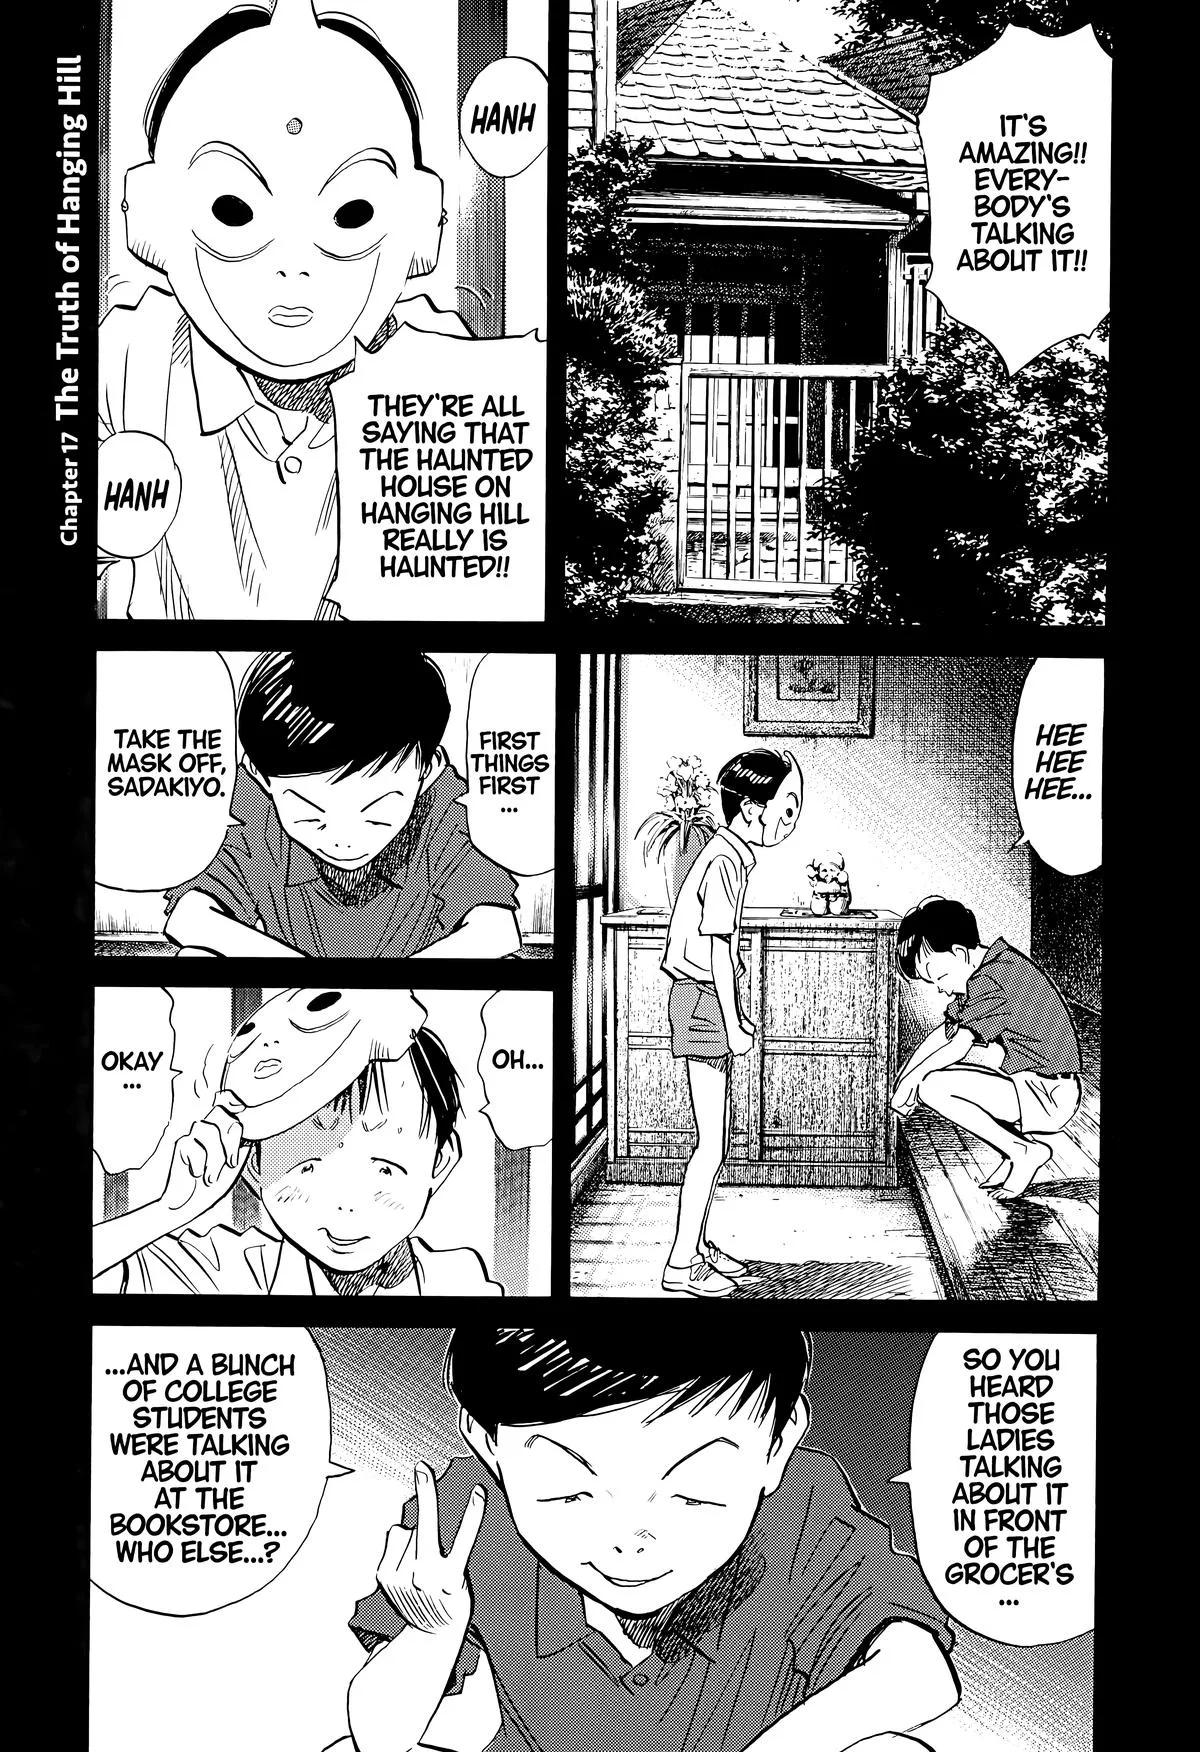 Chapter 17 The Truth of Hanging Hill
IT'S
AMAZING!!
EVERY-
BODY'S
TALKING
ABOUT IT!!
HANH
THEY'RE ALL
SAYING THAT
THE HAUNTED
HOUSE ON
HANGING HILL
REALLY IS
HAUNTED!!
HANH
HEE
HEE
HEE...
FIRST
THINGS
FIRST
...
TAKE THE
MASK OFF,
SADAKIYO.
OH...
OKAY
...
SO YOU
HEARD
THOSE
LADIES
TALKING
ABOUT IT
IN FRONT
OF THE
GROCER'S
...
...AND A BUNCH
OF COLLEGE
STUDENTS
WERE TALKING
ABOUT IT
AT THE
BOOKSTORE...
WHO ELSE...?